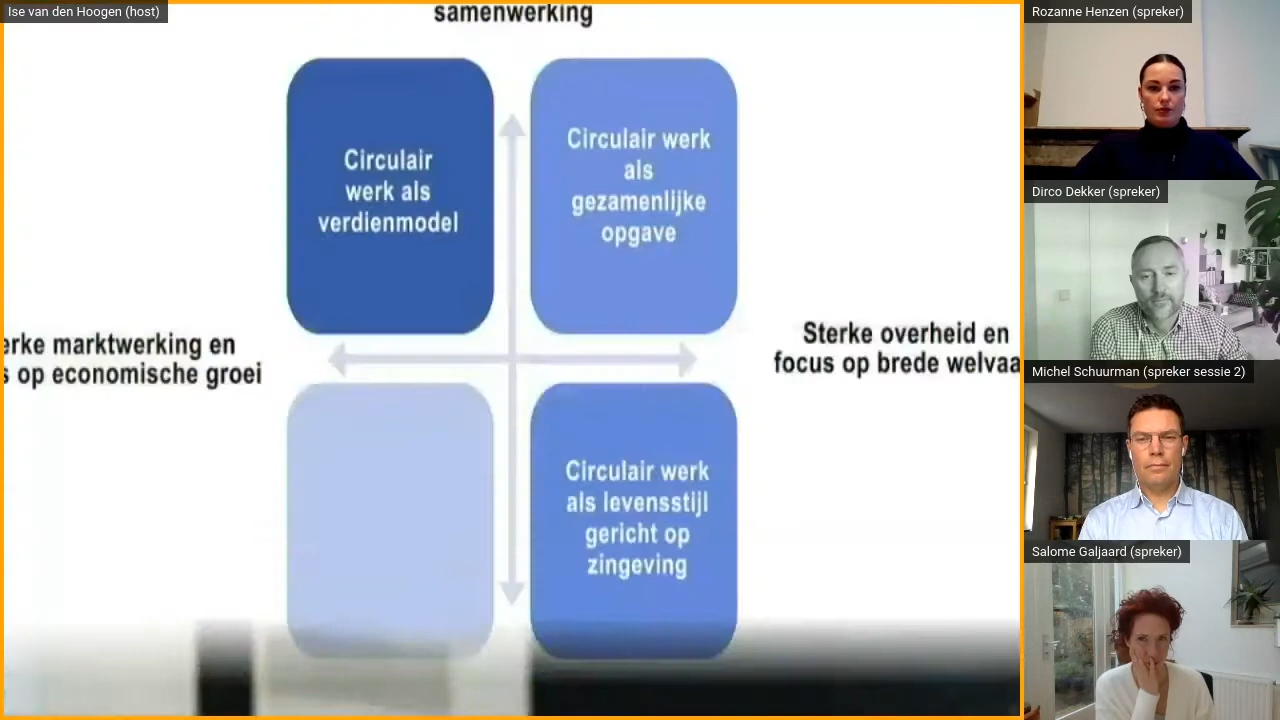 Ise van den Hoogen (host)
samenwerking
Circulair
werk als
verdienmodel
Circulair werk
als
gezamenlijke
opgave
erke marktwerking en
s op economische groei
Sterke overheid en
focus op brede welvaa
Circulair werk
als levensstijl
gericht op
zingeving
Rozanne Henzen (spreker)
Dirco Dekker (spreker)
Michel Schuurman (spreker sessie 2)
Salome Galjaard (spreker)